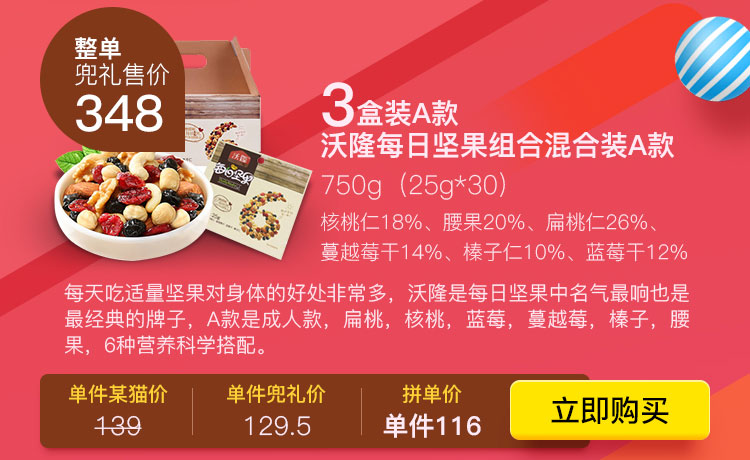 整单
兜礼售价
348
沃隆
每日坚果
3盒装A款
沃隆每日坚果组合混合装A款
750g（25g*30）
核桃仁18%、腰果20%、扁桃仁26%、
蔓越莓干14%、榛子仁10%、蓝莓干12%
每天吃适量坚果对身体的好处非常多，沃隆是每日坚果中名气最响也是
最经典的牌子，A款是成人款，扁桃，核桃，蓝莓，蔓越莓，榛子，腰
果，6种营养科学搭配。
单件某猫价 单件兜礼价 拼单价
139 129.5 单件116
立即购买